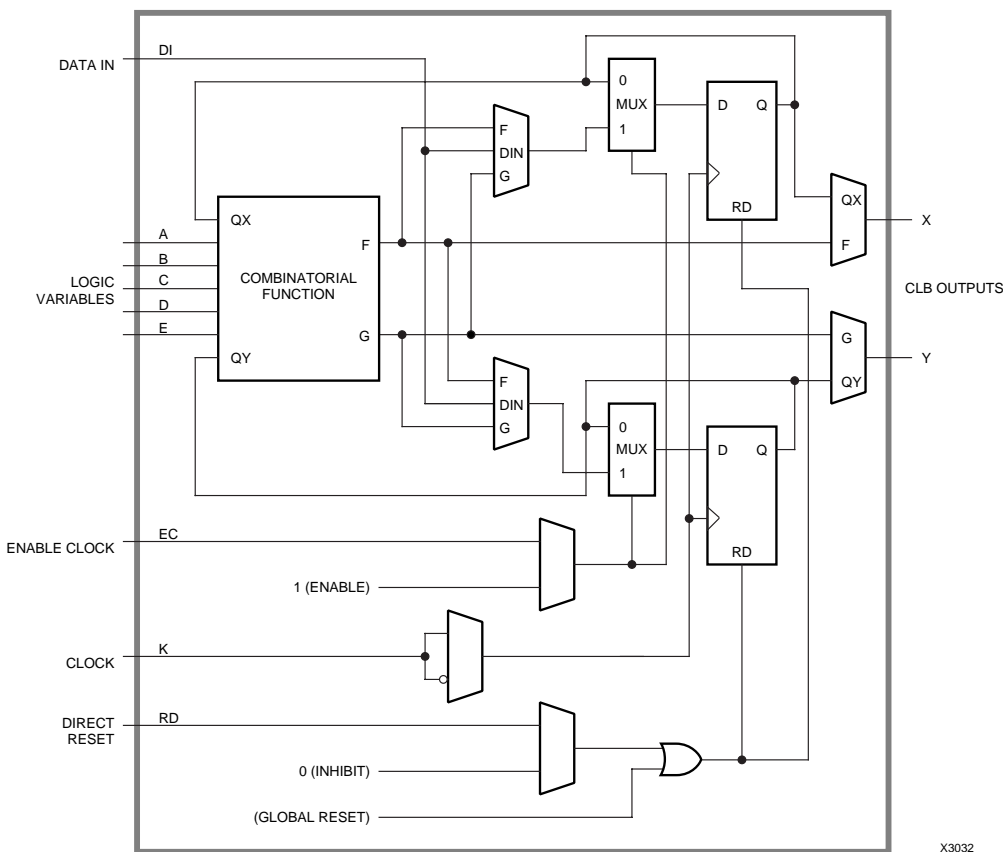 DI
DATA IN
0
MUX
1
D
Q
RD
F
DIN
G
QX
F
X
QX
A
B
C
D
E
LOGIC
VARIABLES
COMBINATORIAL
FUNCTION
F
G
QY
CLB OUTPUTS
G
QY
Y
F
DIN
G
0
MUX
1
D
Q
RD
EC
ENABLE CLOCK
1 (ENABLE)
K
CLOCK
RD
DIRECT
RESET
0 (INHIBIT)
(GLOBAL RESET)
X3032